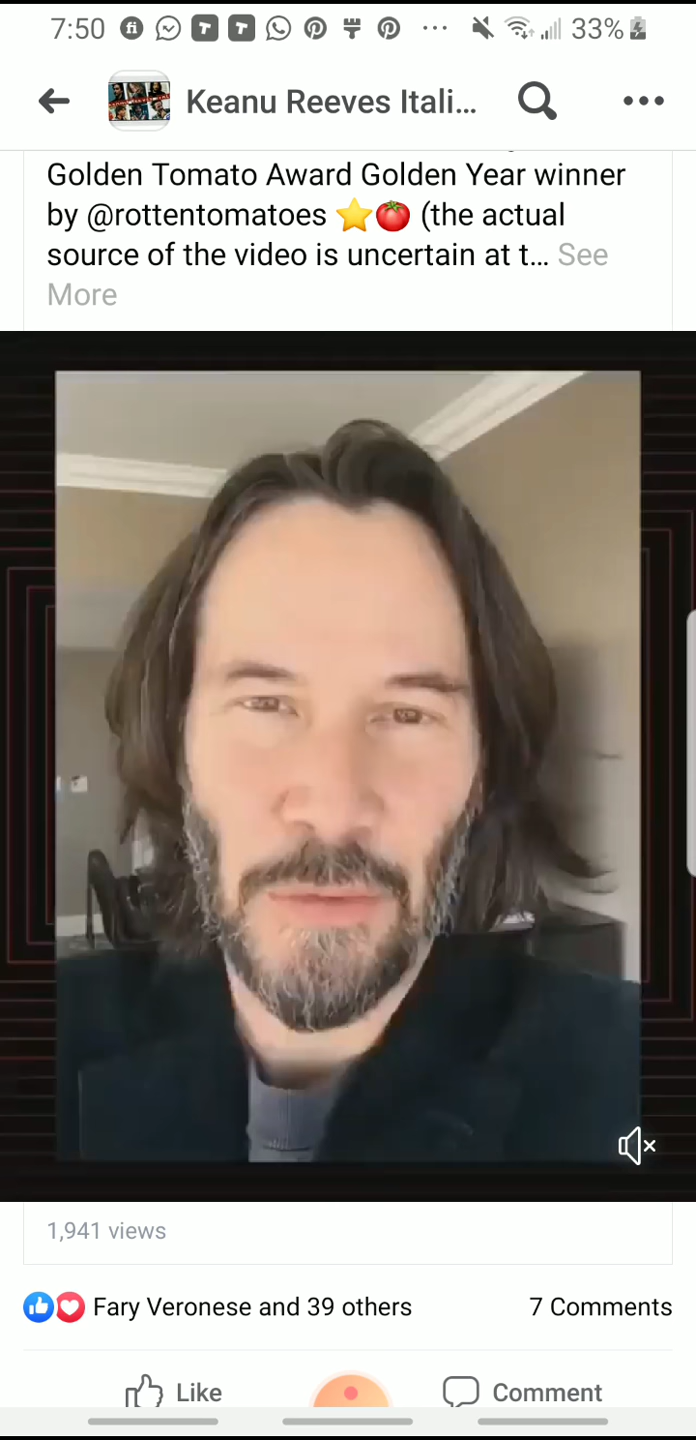 7:50 33%
Keanu Reeves Itali...
Golden Tomato Award Golden Year winner
by @rottentomatoes ⭐🍅 (the actual
source of the video is uncertain at t... See
More
1,941 views
Fary Veronese and 39 others 7 Comments
Like Comment